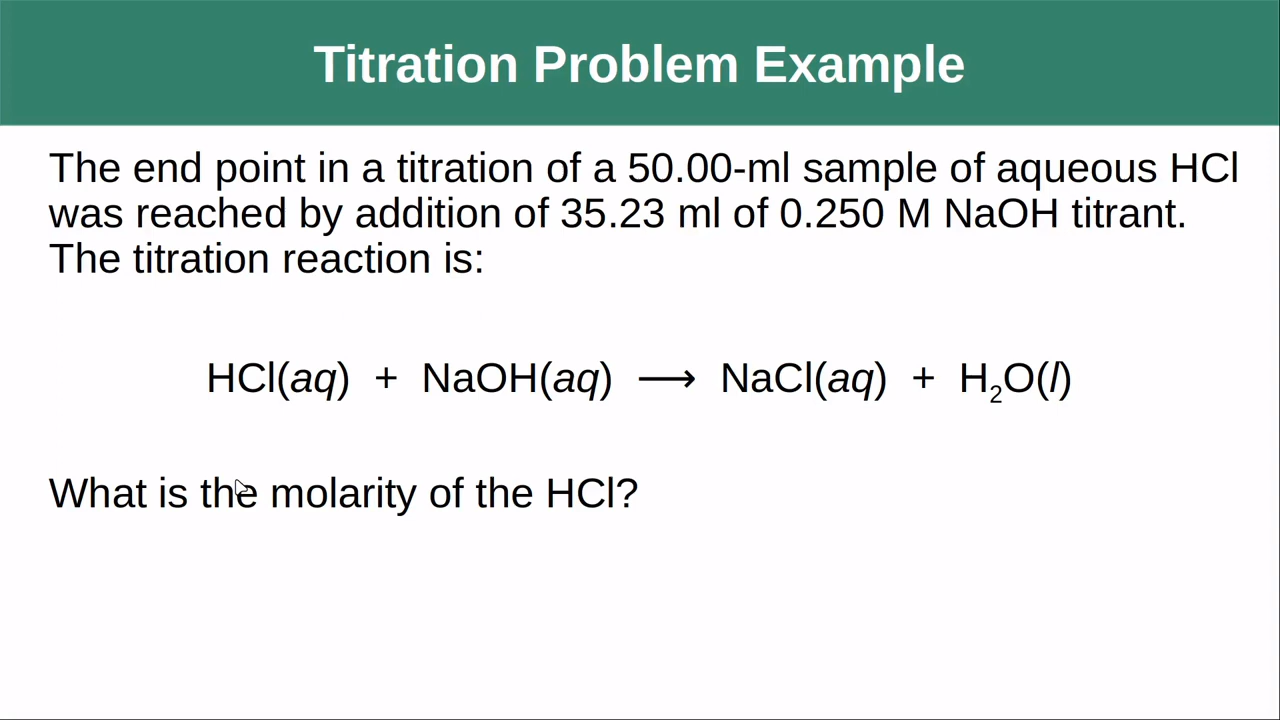 Titration Problem Example
The end point in a titration of a 50.00-ml sample of aqueous HCl
was reached by addition of 35.23 ml of 0.250 M NaOH titrant.
The titration reaction is:
HCl(aq) + NaOH(aq) ⟶ NaCl(aq) + H₂O(l)
What is the molarity of the HCl?